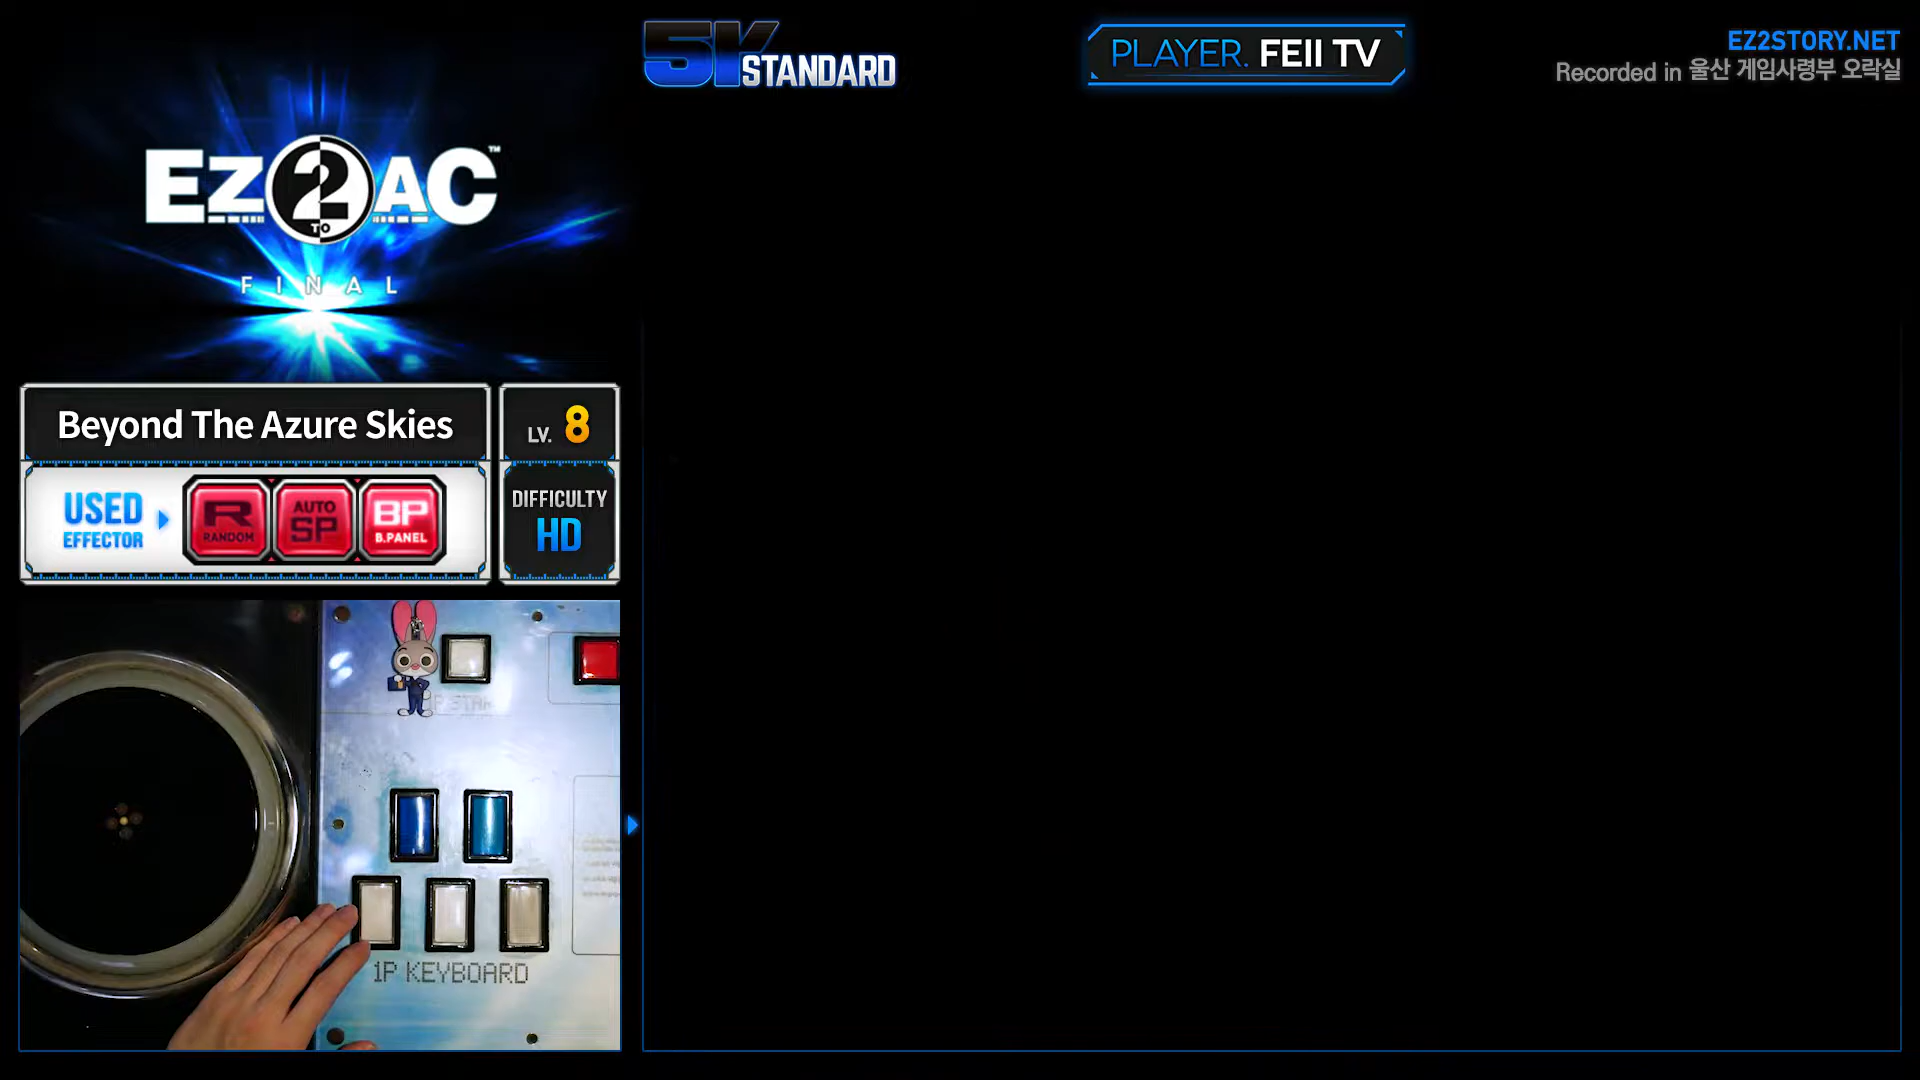 5K STANDARD
PLAYER. FEII TV
EZ2STORY.NET
Recorded in 울산 게임사령부 오락실
EZ2AC™
TO
FINAL
Beyond The Azure Skies
LV. 8
USED
EFFECTOR
R
RANDOM
AUTO
SP
BP
B.PANEL
DIFFICULTY
HD
1P KEYBOARD